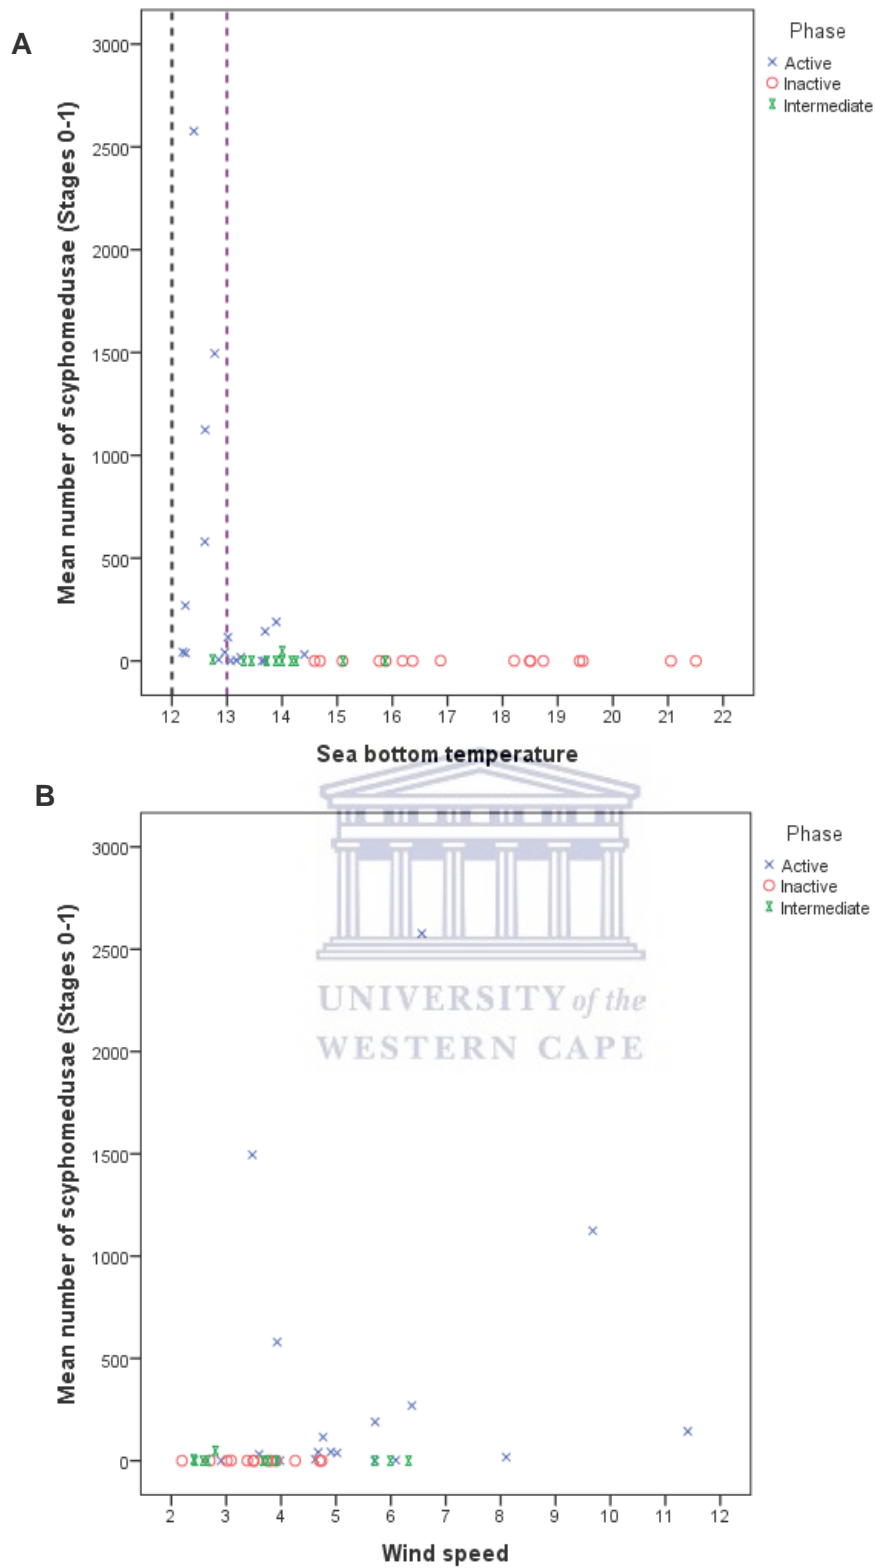 A
Phase
Active
Inactive
Intermediate
Mean number of scyphomedusae (Stages 0-1)
3000
2500
2000
1500
1000
500
0
12 13 14 15 16 17 18 19 20 21 22
Sea bottom temperature
B
Phase
Active
Inactive
Intermediate
Mean number of scyphomedusae (Stages 0-1)
3000
2500
2000
1500
1000
500
0
UNIVERSITY of the
WESTERN CAPE
2 3 4 5 6 7 8 9 10 11 12
Wind speed